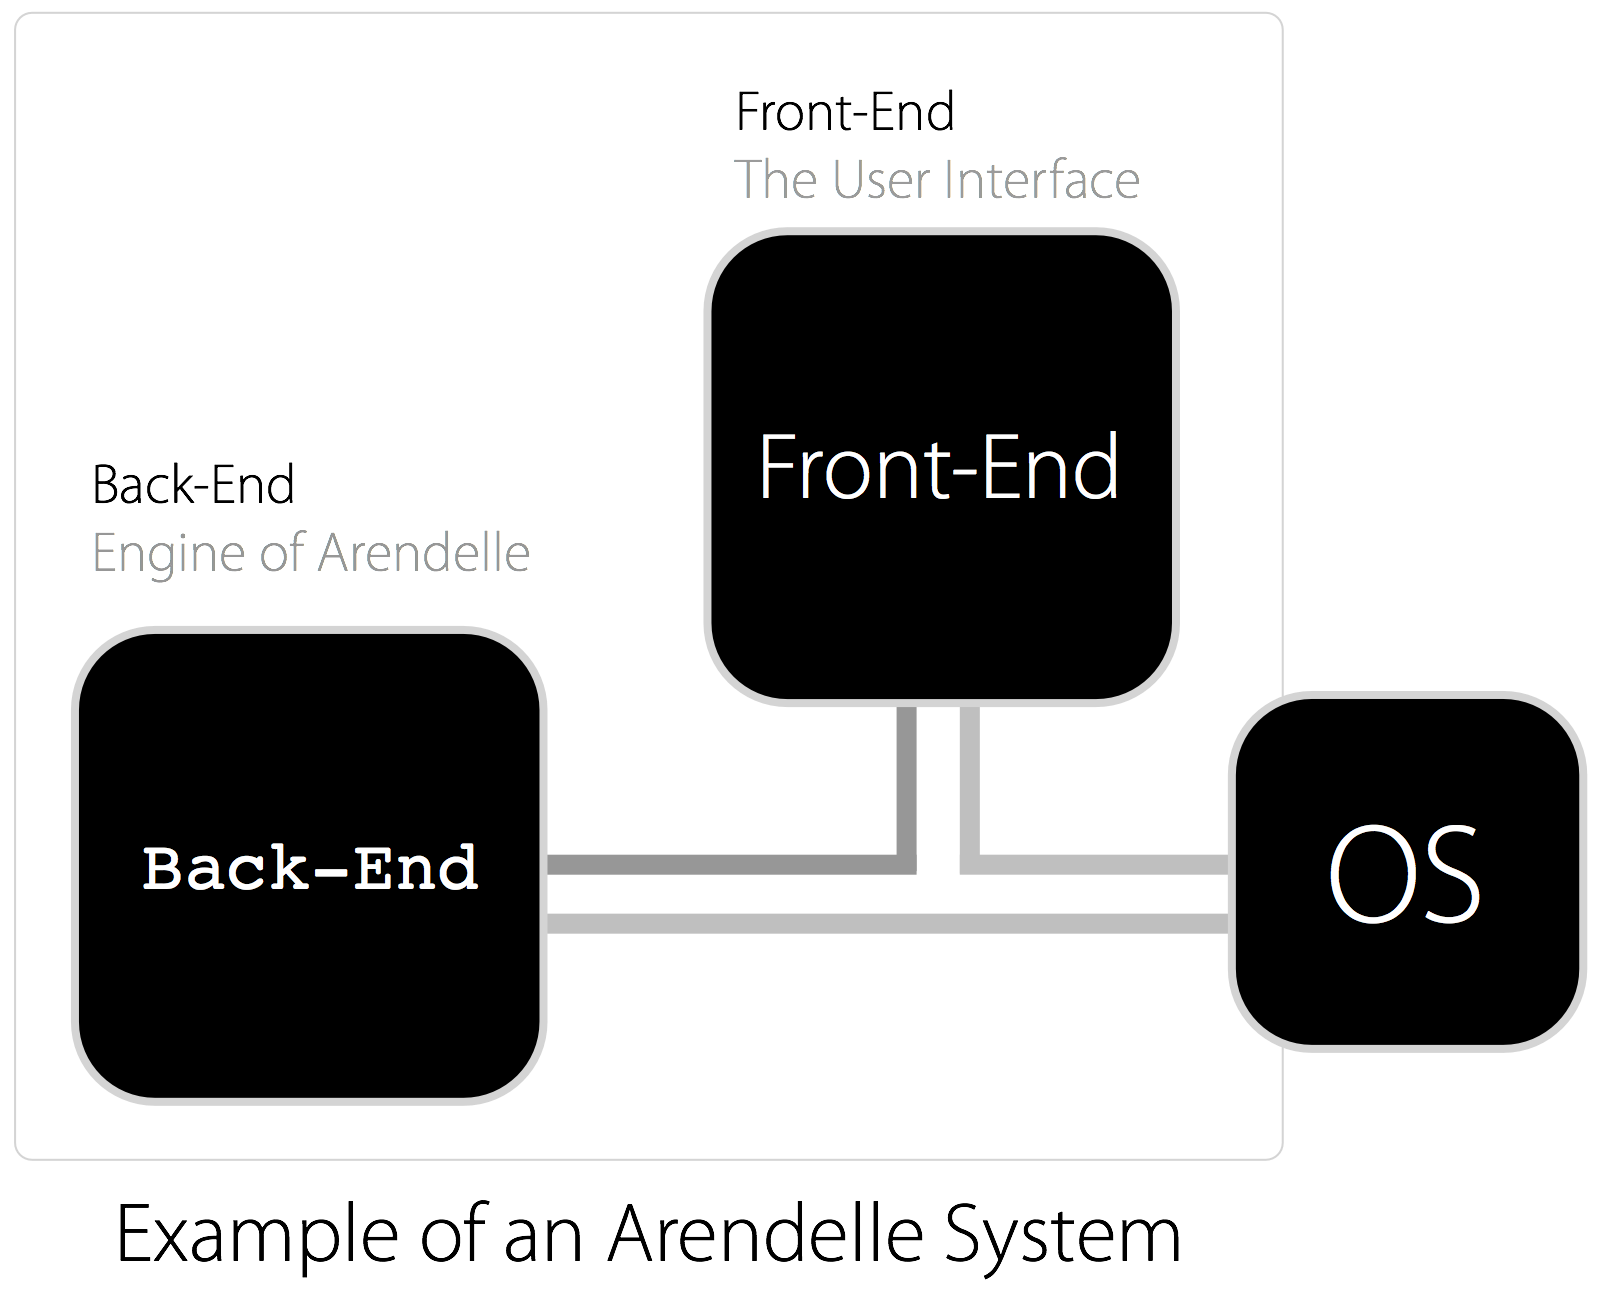 Front-End
The User Interface
Front-End
Back-End
Engine of Arendelle
Back-End
OS
Example of an Arendelle System